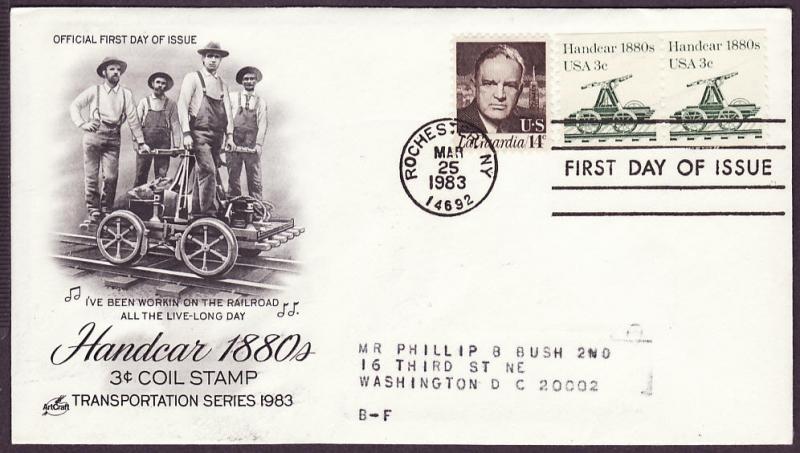 OFFICIAL FIRST DAY OF ISSUE
U·S
LaGuardia 14c
Handcar 1880s
USA 3c
Handcar 1880s
USA 3c
ROCHESTER, NY
MAR
25
1983
14692
FIRST DAY OF ISSUE
I'VE BEEN WORKIN ON THE RAILROAD
ALL THE LIVE-LONG DAY
Handcar 1880s
3¢ COIL STAMP
TRANSPORTATION SERIES 1983
ArtCraft
MR PHILLIP B BUSH 2ND
16 THIRD ST NE
WASHINGTON D C 20002
B-F